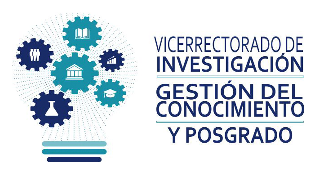 VICERRECTORADO DE
INVESTIGACIÓN
GESTIÓN DEL
CONOCIMIENTO
Y POSGRADO